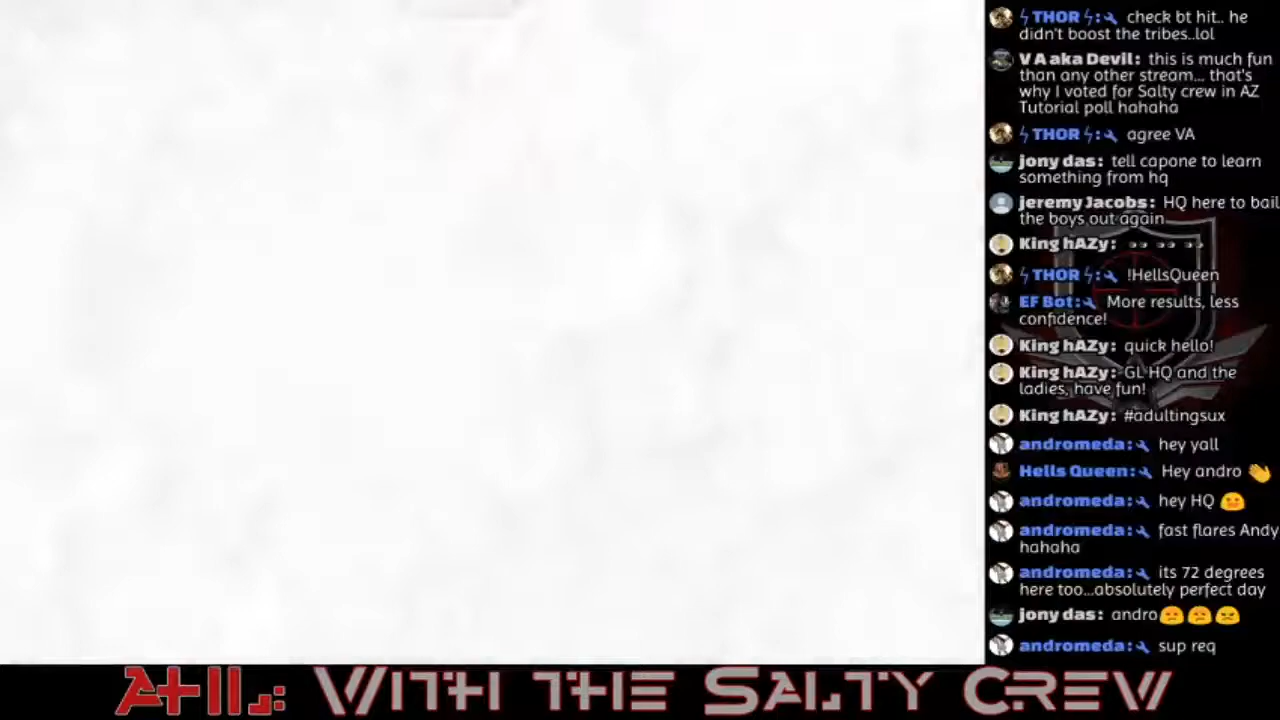 ⚡THOR⚡: check bt hit.. he
didn't boost the tribes..lol
V A aka Devil: this is much fun
than any other stream... that's
why I voted for Salty crew in AZ
Tutorial poll hahaha
⚡THOR⚡: agree VA
jony das: tell capone to learn
something from hq
jeremy Jacobs: HQ here to bail
the boys out again
King hAZy:
⚡THOR⚡: !HellsQueen
EF Bot: More results, less
confidence!
King hAZy: quick hello!
King hAZy: GL HQ and the
ladies, have fun!
King hAZy: #adultingsux
andromeda: hey yall
Hells Queen: Hey andro 👋
andromeda: hey HQ
andromeda: fast flares Andy
hahaha
andromeda: its 72 degrees
here too...absolutely perfect day
jony das: andro
andromeda: sup req
With the Salty Crew